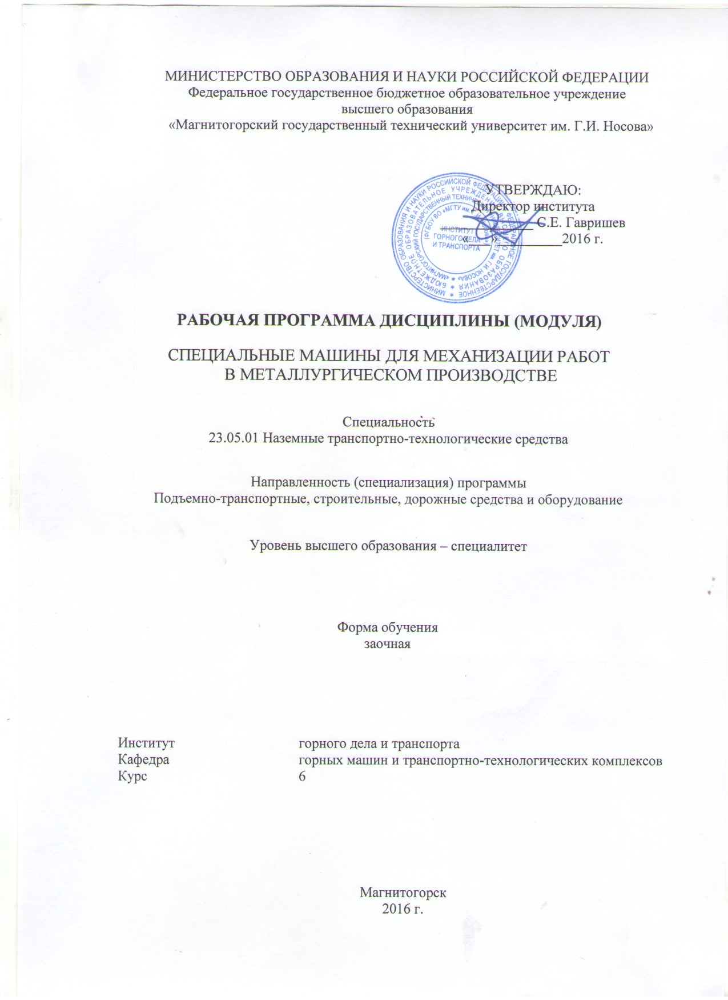 МИНИСТЕРСТВО ОБРАЗОВАНИЯ И НАУКИ РОССИЙСКОЙ ФЕДЕРАЦИИ
Федеральное государственное бюджетное образовательное учреждение
высшего образования
«Магнитогорский государственный технический университет им. Г.И. Носова»
УТВЕРЖДАЮ:
Директор института
____________ С.Е. Гавришев
«___»_________2016 г.
МИНИСТЕРСТВО ОБРАЗОВАНИЯ И НАУКИ РОССИЙСКОЙ ФЕДЕРАЦИИ ✶ ФЕДЕРАЛЬНОЕ ГОСУДАРСТВЕННОЕ
БЮДЖЕТНОЕ ОБРАЗОВАТЕЛЬНОЕ УЧРЕЖДЕНИЕ ВЫСШЕГО ОБРАЗОВАНИЯ ✶
«МАГНИТОГОРСКИЙ ГОСУДАРСТВЕННЫЙ ТЕХНИЧЕСКИЙ УНИВЕРСИТЕТ им. Г.И. НОСОВА» ✶
(ФГБОУ ВО «МГТУ им. Г.И. Носова»)
ИНСТИТУТ
ГОРНОГО ДЕЛА
И ТРАНСПОРТА
РАБОЧАЯ ПРОГРАММА ДИСЦИПЛИНЫ (МОДУЛЯ)
СПЕЦИАЛЬНЫЕ МАШИНЫ ДЛЯ МЕХАНИЗАЦИИ РАБОТ
В МЕТАЛЛУРГИЧЕСКОМ ПРОИЗВОДСТВЕ
Специальность
23.05.01 Наземные транспортно-технологические средства
Направленность (специализация) программы
Подъемно-транспортные, строительные, дорожные средства и оборудование
Уровень высшего образования – специалитет
Форма обучения
заочная
Институт горного дела и транспорта
Кафедра горных машин и транспортно-технологических комплексов
Курс 6
Магнитогорск
2016 г.